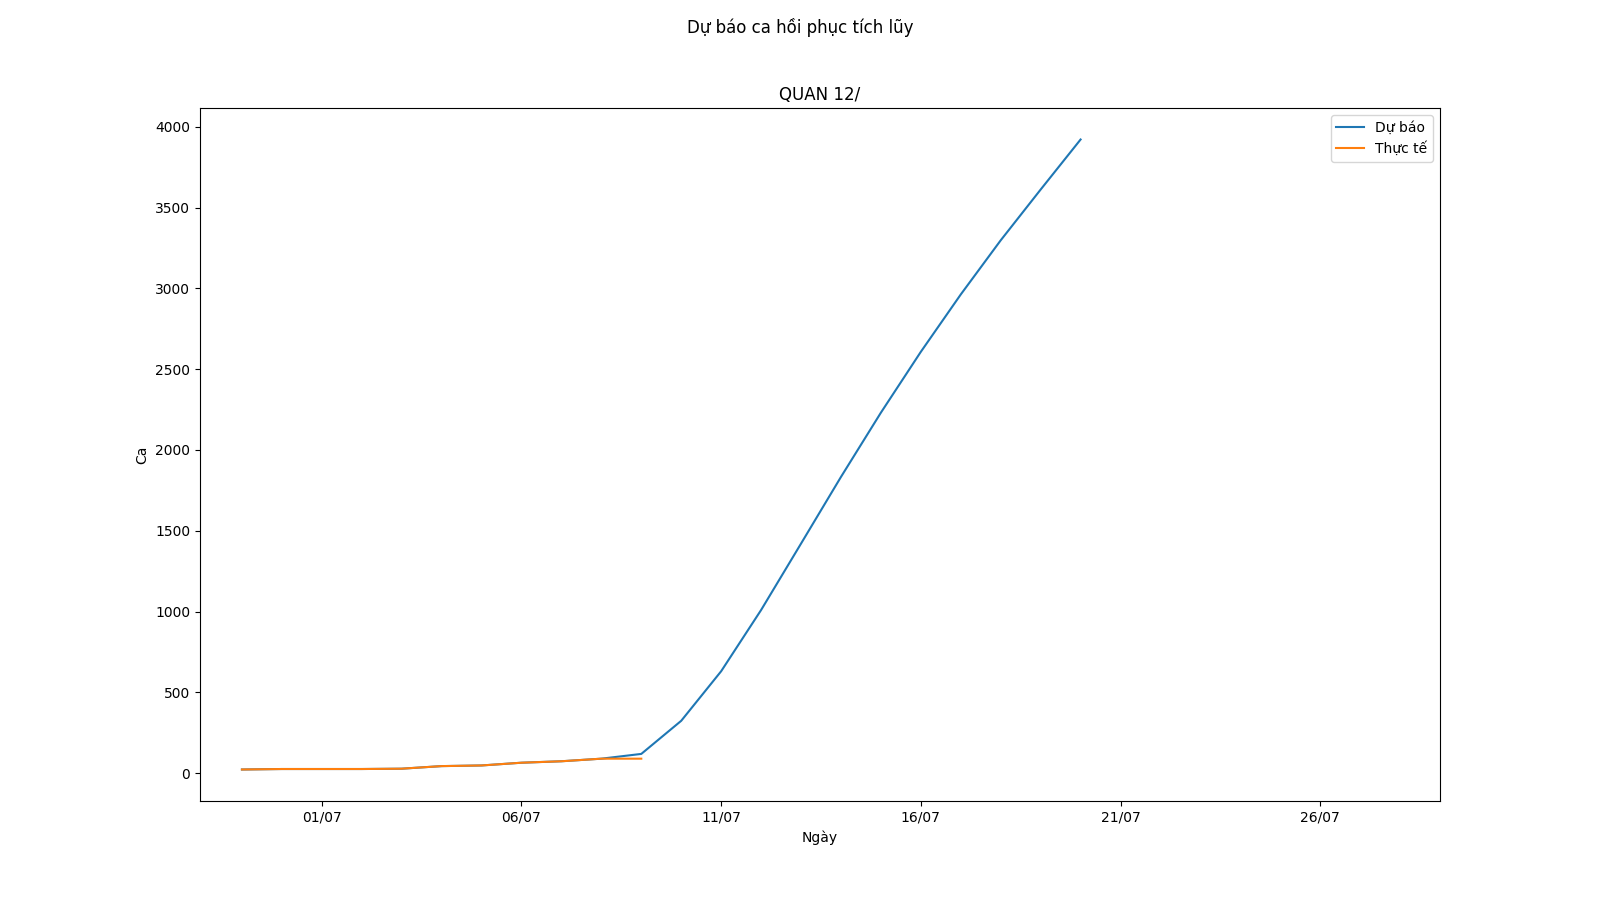 Dự báo ca hồi phục tích lũy
QUAN 12/
Dự báo
Thực tế
4000
3500
3000
2500
2000
1500
1000
500
0
Ca
01/07 06/07 11/07 16/07 21/07 26/07
Ngày